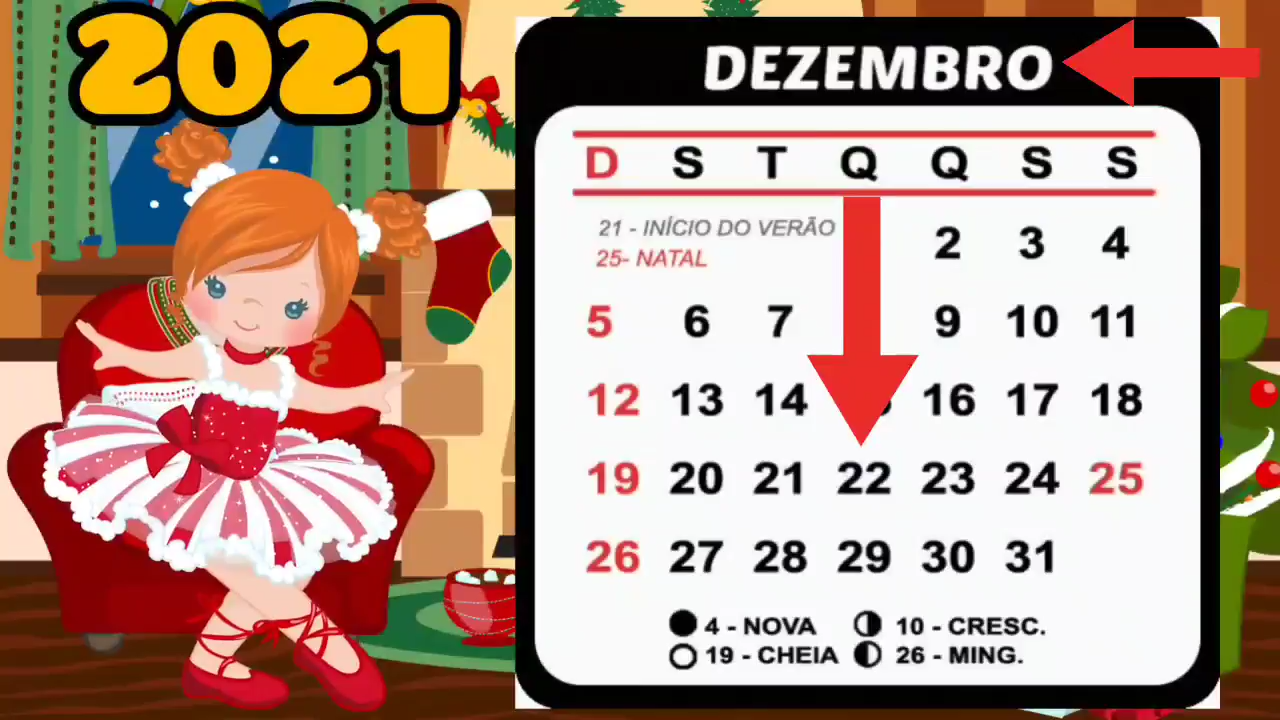 2021
DEZEMBRO
D S T Q Q S S
21 - INÍCIO DO VERÃO
25- NATAL
2 3 4
5 6 7 9 10 11
12 13 14 16 17 18
19 20 21 22 23 24 25
26 27 28 29 30 31
4 - NOVA 10 - CRESC.
19 - CHEIA 26 - MING.